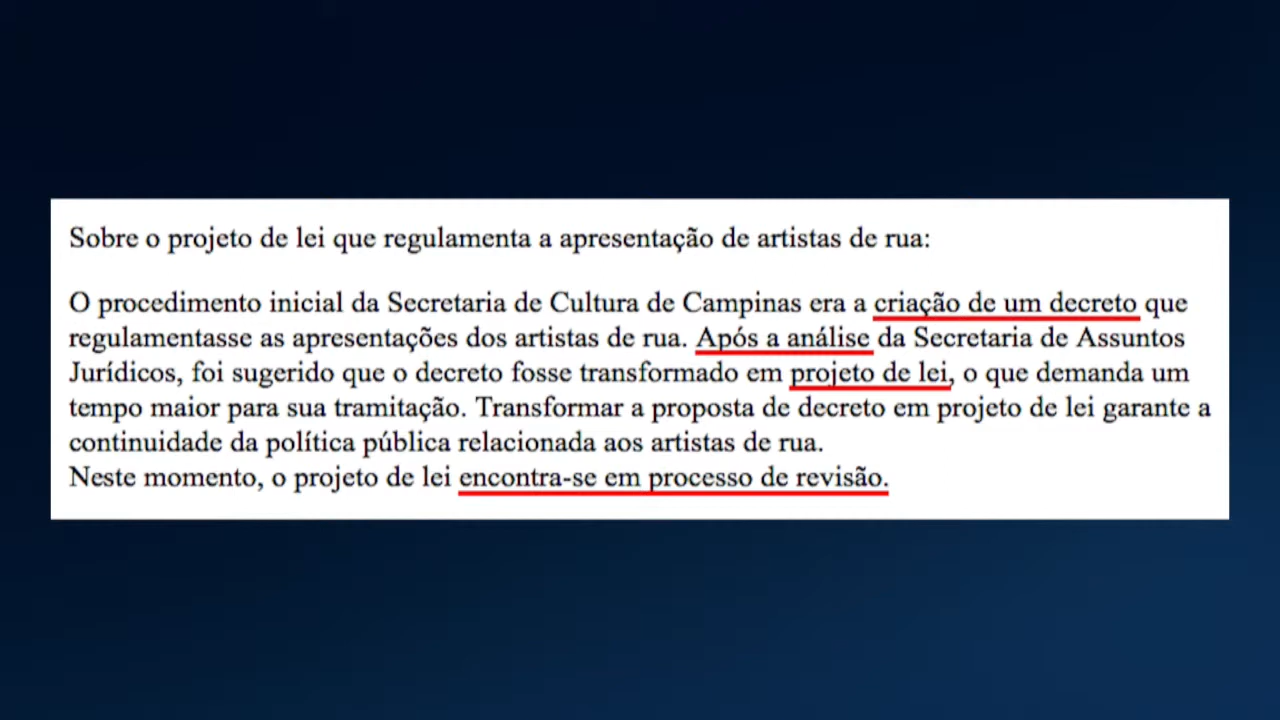 Sobre o projeto de lei que regulamenta a apresentação de artistas de rua:
O procedimento inicial da Secretaria de Cultura de Campinas era a criação de um decreto que
regulamentasse as apresentações dos artistas de rua. Após a análise da Secretaria de Assuntos
Jurídicos, foi sugerido que o decreto fosse transformado em projeto de lei, o que demanda um
tempo maior para sua tramitação. Transformar a proposta de decreto em projeto de lei garante a
continuidade da política pública relacionada aos artistas de rua.
Neste momento, o projeto de lei encontra-se em processo de revisão.